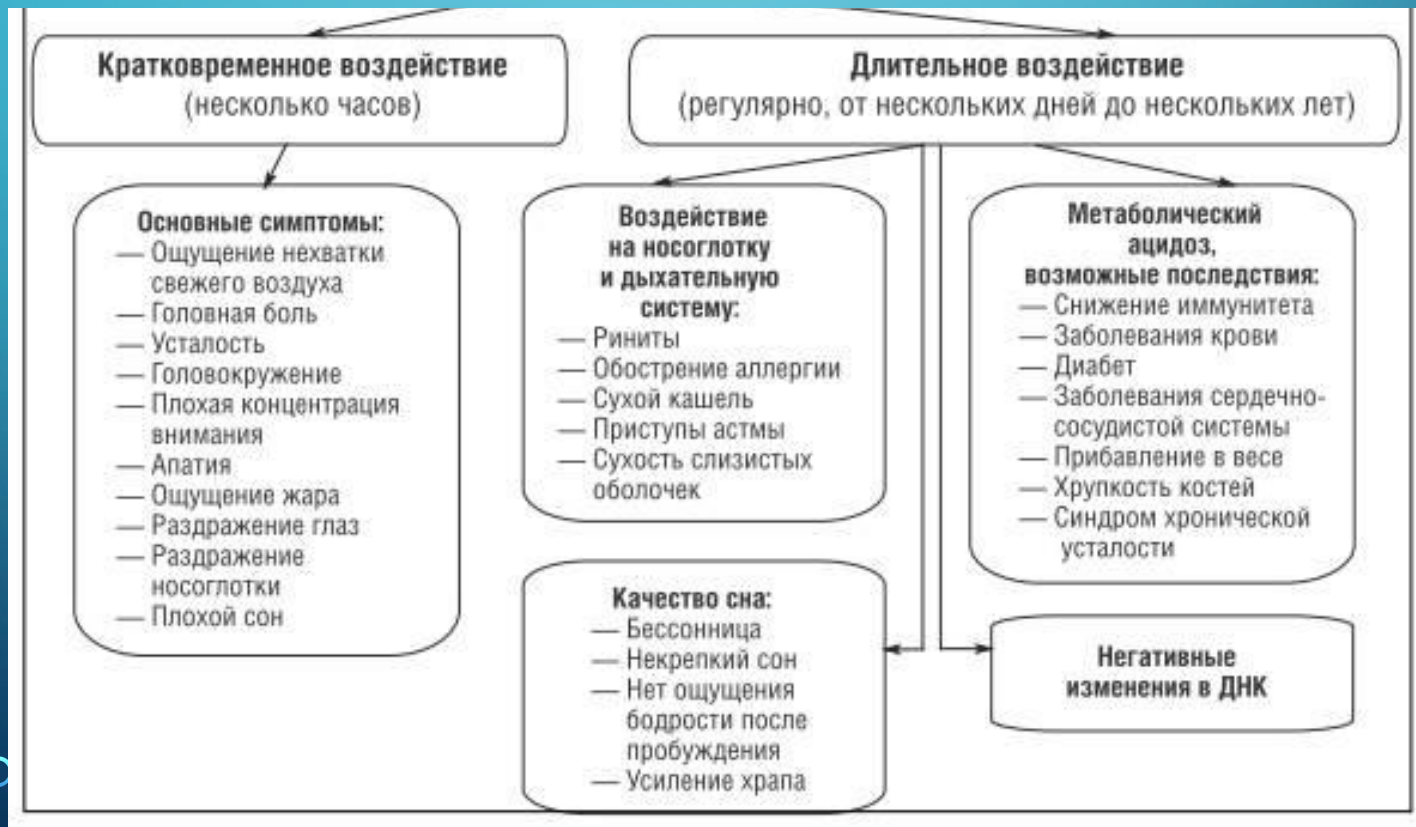 Кратковременное воздействие
(несколько часов)
Длительное воздействие
(регулярно, от нескольких дней до нескольких лет)
Основные симптомы:
— Ощущение нехватки
свежего воздуха
— Головная боль
— Усталость
— Головокружение
— Плохая концентрация
внимания
— Апатия
— Ощущение жара
— Раздражение глаз
— Раздражение
носоглотки
— Плохой сон
Воздействие
на носоглотку
и дыхательную
систему:
— Риниты
— Обострение аллергии
— Сухой кашель
— Приступы астмы
— Сухость слизистых
оболочек
Метаболический
ацидоз,
возможные последствия:
— Снижение иммунитета
— Заболевания крови
— Диабет
— Заболевания сердечно-
сосудистой системы
— Прибавление в весе
— Хрупкость костей
— Синдром хронической
усталости
Качество сна:
— Бессонница
— Некрепкий сон
— Нет ощущения
бодрости после
пробуждения
— Усиление храпа
Негативные
изменения в ДНК